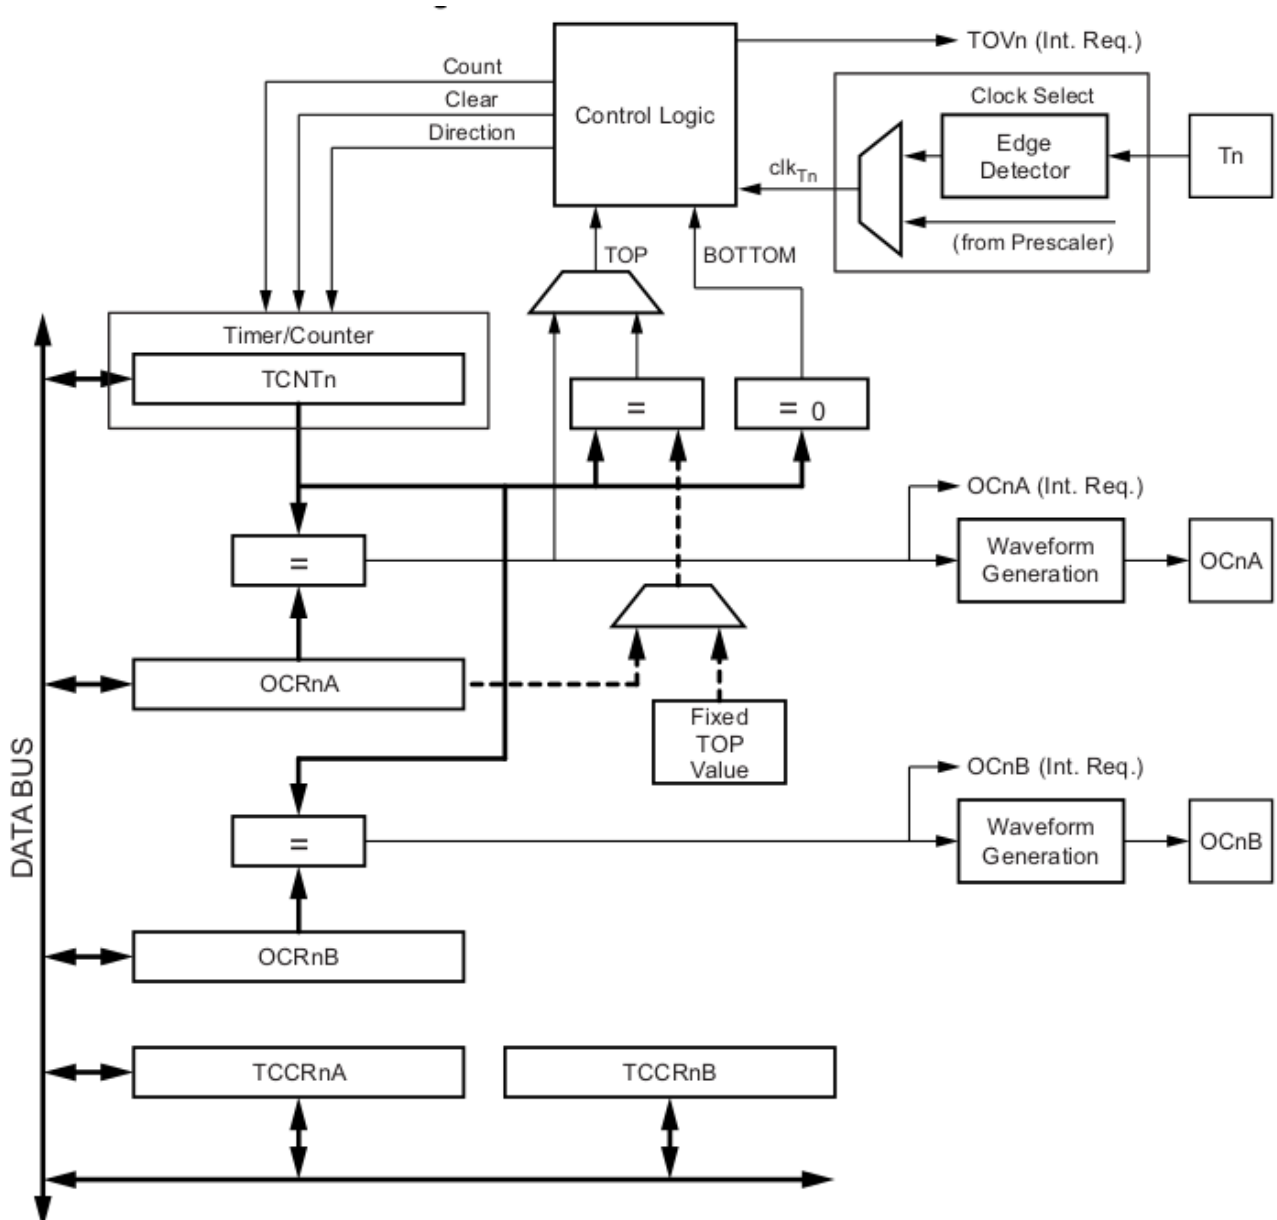 TOVn (Int. Req.)
Count
Clear
Direction
Control Logic
Clock Select
Edge
Detector
Tn
clkTn
(from Prescaler)
TOP
BOTTOM
Timer/Counter
TCNTn
=
= 0
OCnA (Int. Req.)
=
Waveform
Generation
OCnA
OCRnA
Fixed
TOP
Value
DATA BUS
OCnB (Int. Req.)
=
Waveform
Generation
OCnB
OCRnB
TCCRnA
TCCRnB